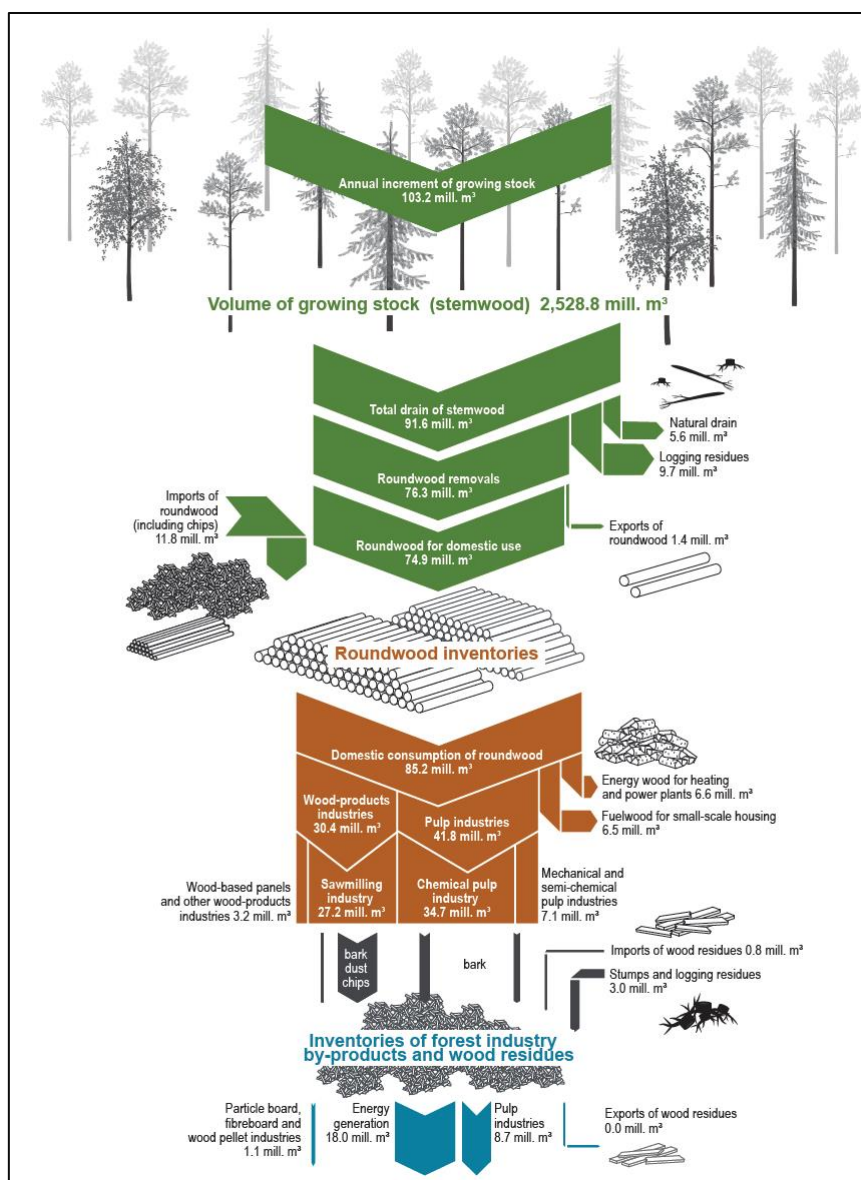 Annual increment of growing stock
103.2 mill. m³
Volume of growing stock (stemwood) 2,528.8 mill. m³
Total drain of stemwood
91.6 mill. m³
Natural drain
5.6 mill. m³
Logging residues
9.7 mill. m³
Roundwood removals
76.3 mill. m³
Imports of
roundwood
(including chips)
11.8 mill. m³
Exports of
roundwood 1.4 mill. m³
Roundwood for domestic use
74.9 mill. m³
Roundwood inventories
Domestic consumption of roundwood
85.2 mill. m³
Energy wood for heating
and power plants 6.6 mill. m³
Fuelwood for small-scale housing
6.5 mill. m³
Wood-products
industries
30.4 mill. m³
Pulp industries
41.8 mill. m³
Wood-based panels
and other wood-products
industries 3.2 mill. m³
Sawmilling
industry
27.2 mill. m³
Chemical pulp
industry
34.7 mill. m³
Mechanical and
semi-chemical
pulp industries
7.1 mill. m³
bark
dust
chips
bark
Imports of wood residues 0.8 mill. m³
Stumps and logging residues
3.0 mill. m³
Inventories of forest industry
by-products and wood residues
Particle board,
fibreboard and
wood pellet industries
1.1 mill. m³
Energy
generation
18.0 mill. m³
Pulp
industries
8.7 mill. m³
Exports of wood residues
0.0 mill. m³